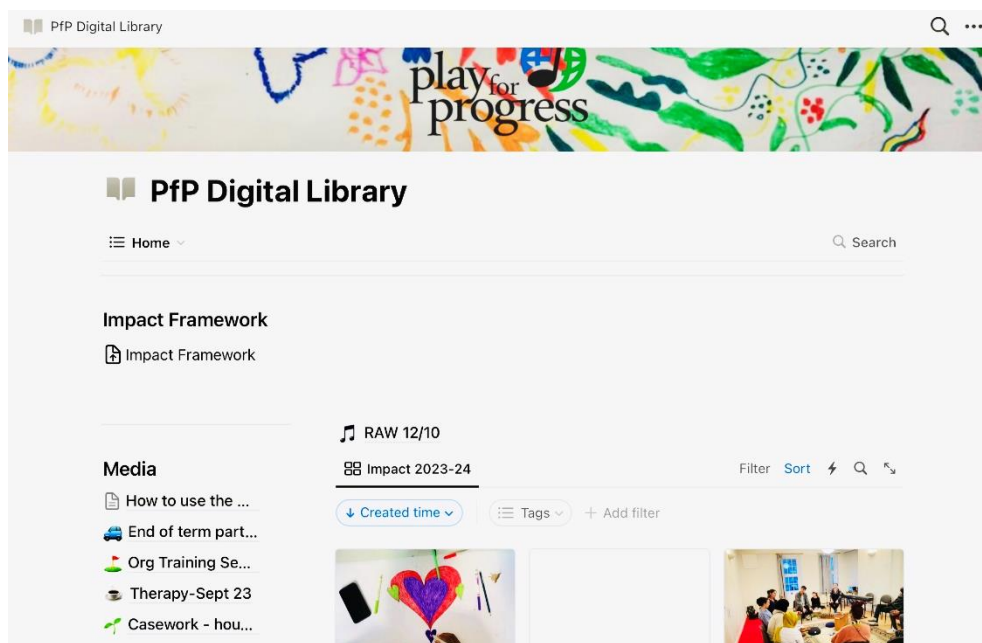 PfP Digital Library
play for
progress
PfP Digital Library
Home
Search
Impact Framework
Impact Framework
RAW 12/10
Media
Impact 2023-24
Filter Sort
How to use the ...
Created time
Tags
+ Add filter
End of term part...
Org Training Se...
Therapy-Sept 23
Casework - hou...